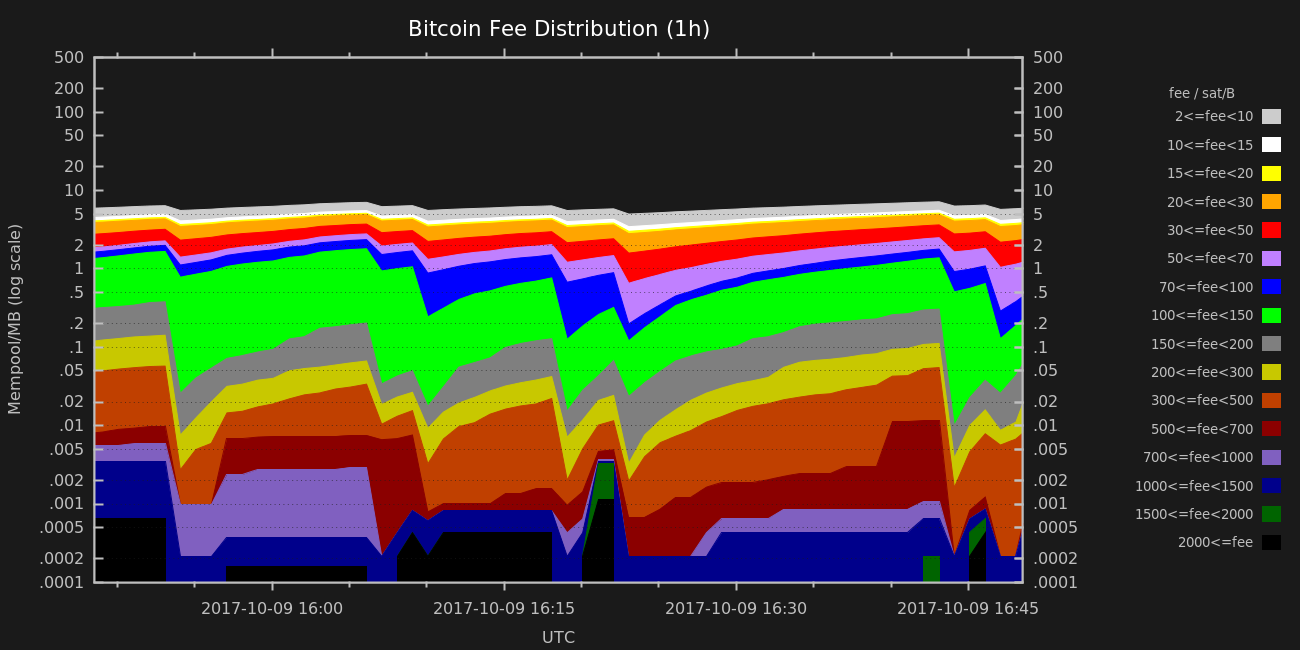 Bitcoin Fee Distribution (1h)
500
200
100
50
20
10
5
2
1
.5
.2
.1
.05
.02
.01
.005
.002
.001
.0005
.0002
.0001
Mempool/MB (log scale)
500
200
100
50
20
10
5
2
1
.5
.2
.1
.05
.02
.01
.005
.002
.001
.0005
.0002
.0001
2017-10-09 16:00 2017-10-09 16:15 2017-10-09 16:30 2017-10-09 16:45
UTC
fee / sat/B
2<=fee<10
10<=fee<15
15<=fee<20
20<=fee<30
30<=fee<50
50<=fee<70
70<=fee<100
100<=fee<150
150<=fee<200
200<=fee<300
300<=fee<500
500<=fee<700
700<=fee<1000
1000<=fee<1500
1500<=fee<2000
2000<=fee